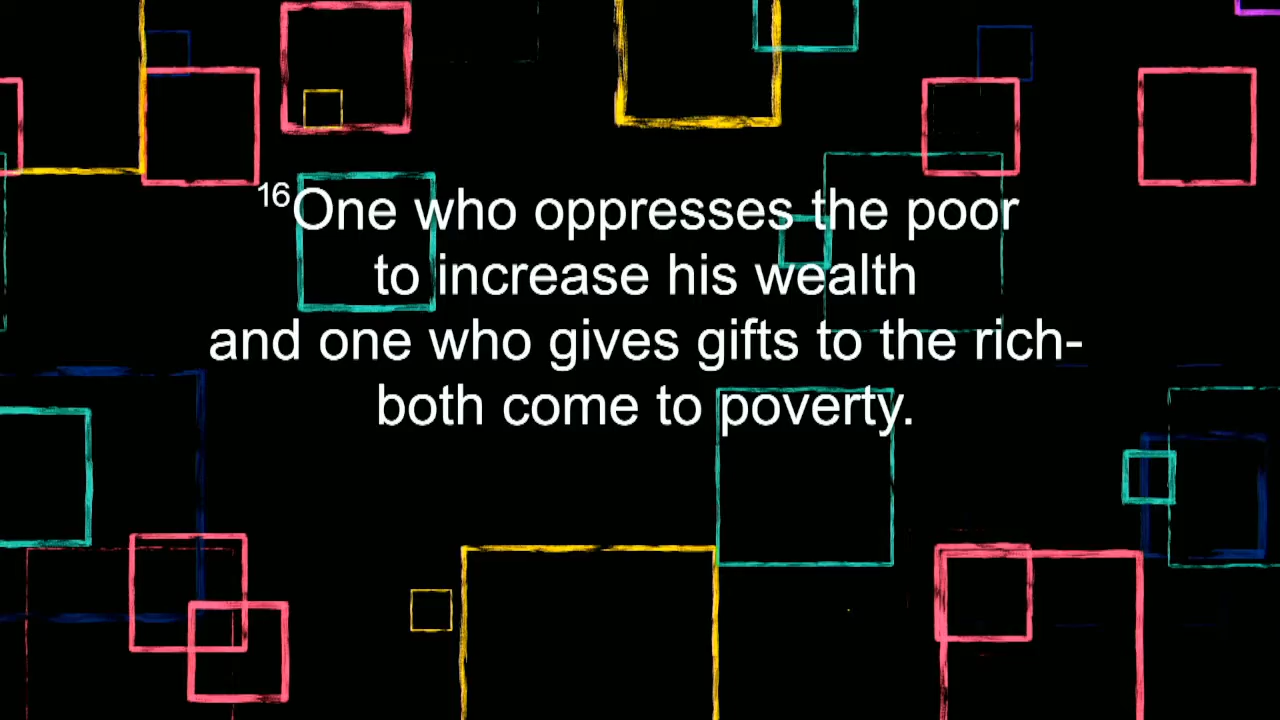 16One who oppresses the poor
to increase his wealth
and one who gives gifts to the rich-
both come to poverty.